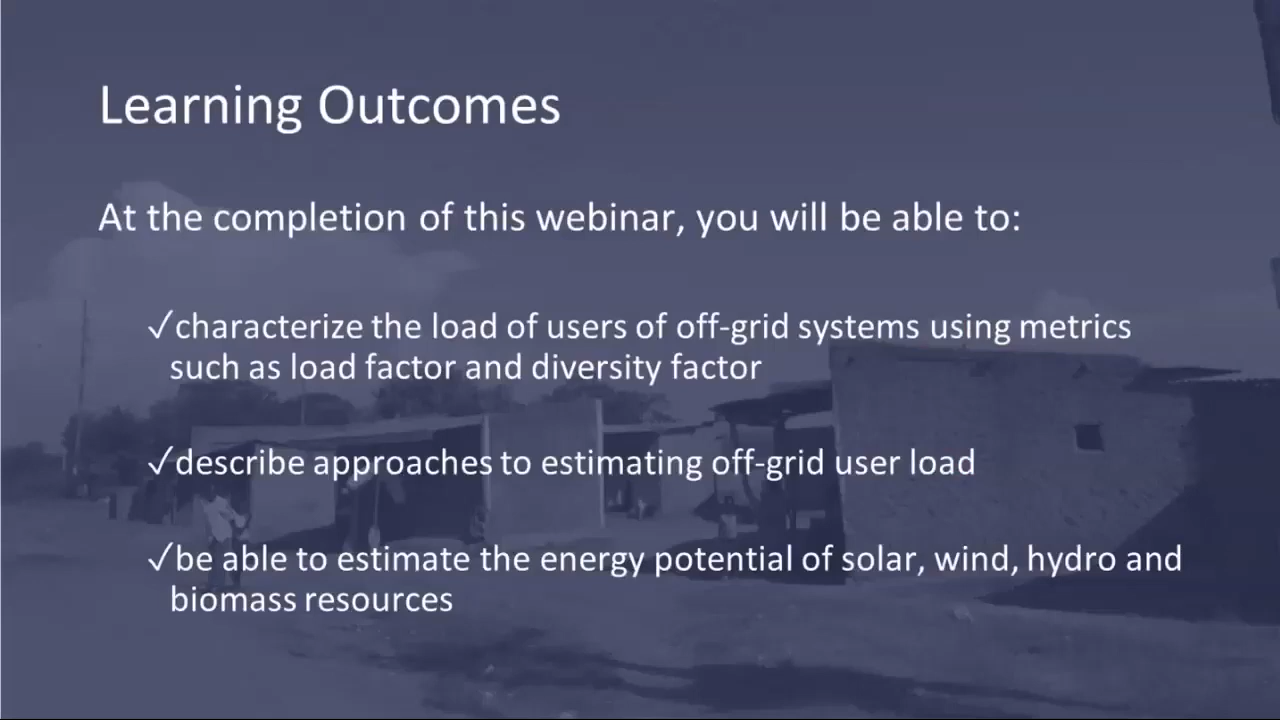 Learning Outcomes
At the completion of this webinar, you will be able to:
✓characterize the load of users of off-grid systems using metrics
such as load factor and diversity factor
✓describe approaches to estimating off-grid user load
✓be able to estimate the energy potential of solar, wind, hydro and
biomass resources